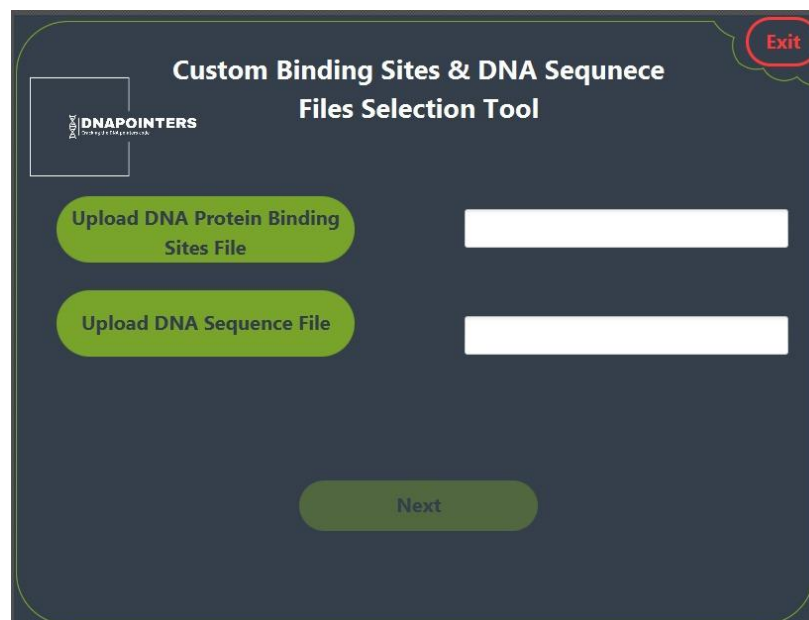 Exit
Custom Binding Sites & DNA Sequnece
Files Selection Tool
DNAPOINTERS
Upload DNA Protein Binding
Sites File
Upload DNA Sequence File
Next